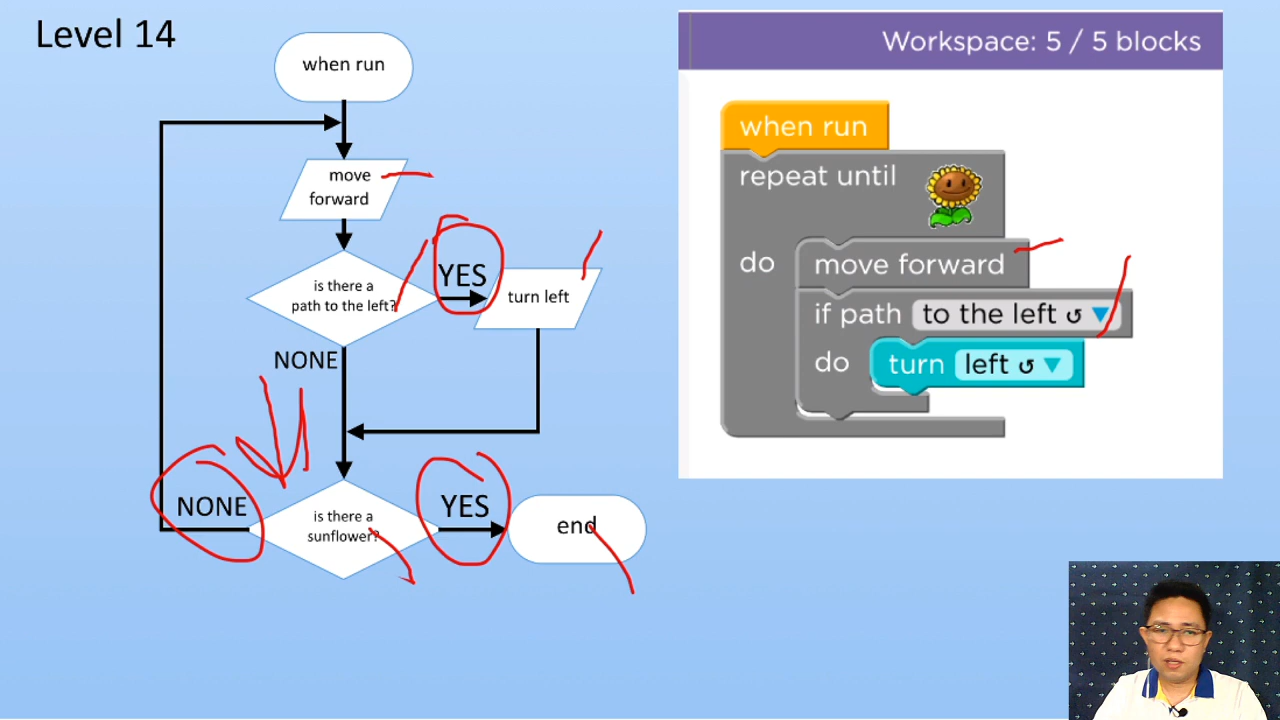 Level 14
when run
move
forward
is there a
path to the left?
YES
turn left
NONE
is there a
sunflower?
NONE
YES
end
Workspace: 5 / 5 blocks
when run
repeat until
do
move forward
if path to the left ↺ ▼
do turn left ↺ ▼